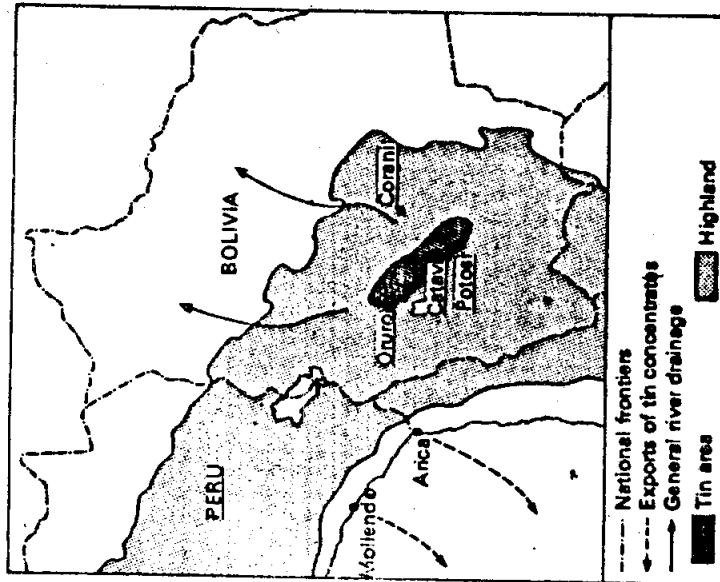 BOLIVIA
PERU
Corani
Oruro
Catavi
Potosi
Arica
Mollendo
National frontiers
Exports of tin concentrates
General river drainage
Tin area
Highland